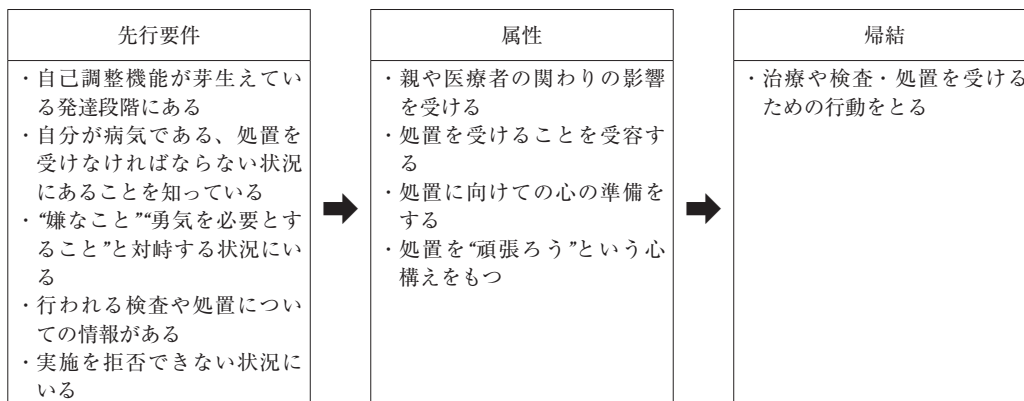 先行要件
・自己調整機能が芽生えてい
る発達段階にある
・自分が病気である、処置を
受けなければならない状況
にあることを知っている
・“嫌なこと”“勇気を必要とす
ること”と対峙する状況にい
る
・行われる検査や処置につい
ての情報がある
・実施を拒否できない状況に
いる
属性
・親や医療者の関わりの影響
を受ける
・処置を受けることを受容す
る
・処置に向けての心の準備を
する
・処置を“頑張ろう”という心
構えをもつ
帰結
・治療や検査・処置を受ける
ための行動をとる